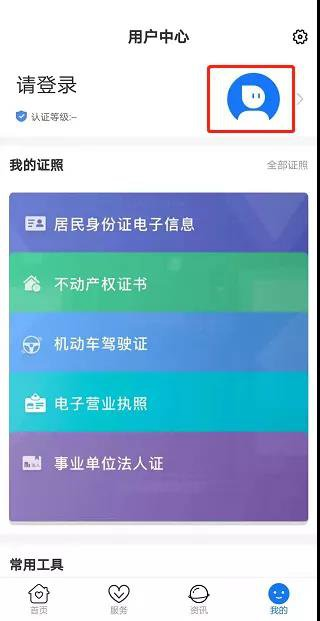 用户中心
请登录
认证等级:--
我的证照
全部证照
居民身份证电子信息
不动产权证书
机动车驾驶证
电子营业执照
事业单位法人证
常用工具
首页
服务
资讯
我的